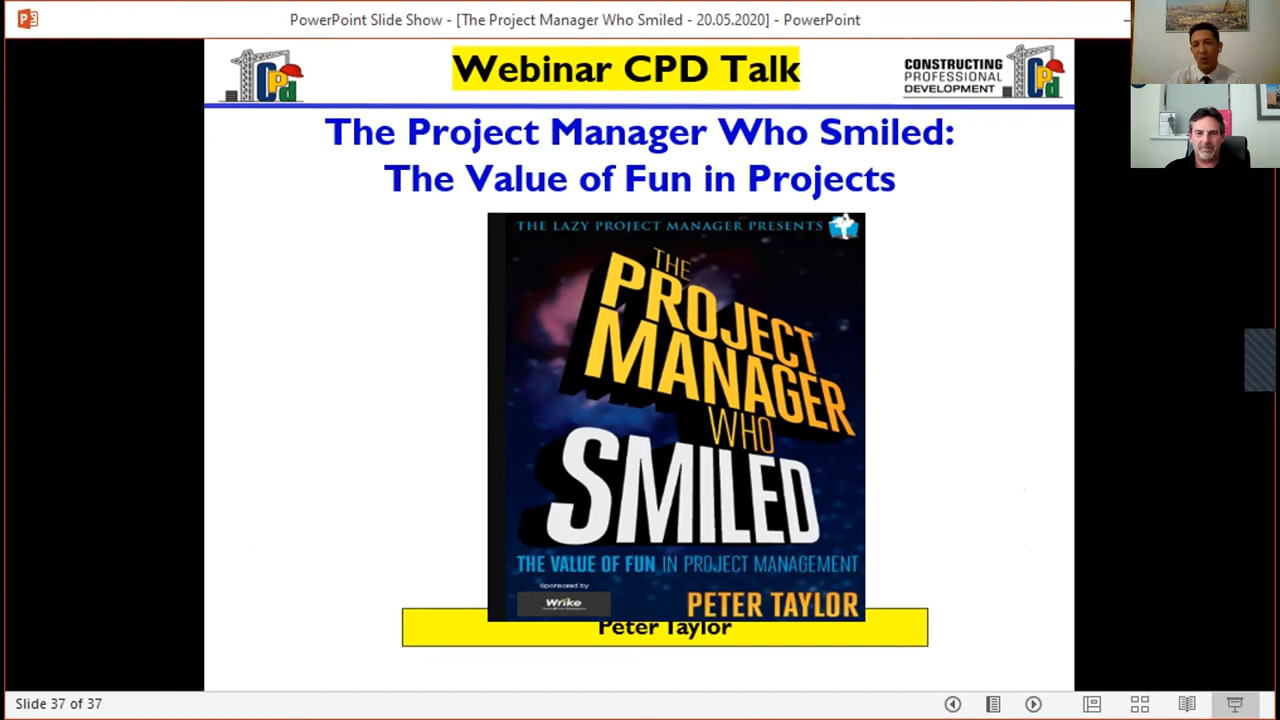 PowerPoint Slide Show - [The Project Manager Who Smiled - 20.05.2020] - PowerPoint
CPd
Webinar CPD Talk
CONSTRUCTING
PROFESSIONAL
DEVELOPMENT
CPd
The Project Manager Who Smiled:
The Value of Fun in Projects
THE LAZY PROJECT MANAGER PRESENTS
THE
PROJECT
MANAGER
WHO
SMILED
THE VALUE OF FUN IN PROJECT MANAGEMENT
Sponsored by
Wrike
PETER TAYLOR
Peter Taylor
Slide 37 of 37